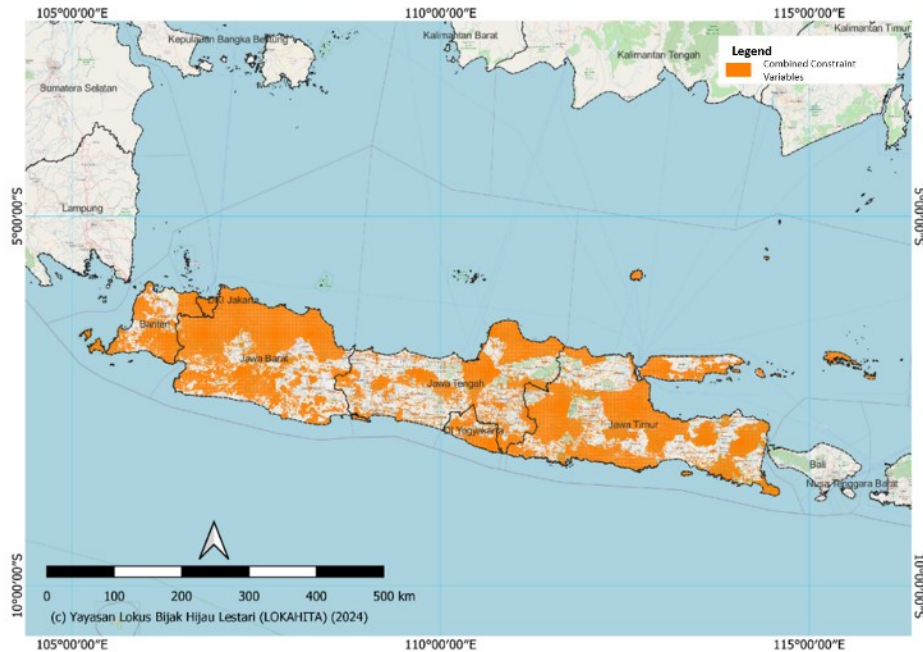 105°00'00"E
110°00'00"E
115°00'00"E
Kepulauan Bangka Belitung
Kalimantan Barat
Kalimantan Timur
Kalimantan Tengah
Legend
Combined Constraint
Variables
Sumatera Selatan
Lampung
5°00'00"S
5°00'00"S
DKI Jakarta
Banten
Jawa Barat
Jawa Tengah
DI Yogyakarta
Jawa Timur
Bali
Nusa Tenggara Barat
0 100 200 300 400 500 km
10°00'00"S
10°00'00"S
(c) Yayasan Lokus Bijak Hijau Lestari (LOKAHITA) (2024)
105°00'00"E
110°00'00"E
115°00'00"E